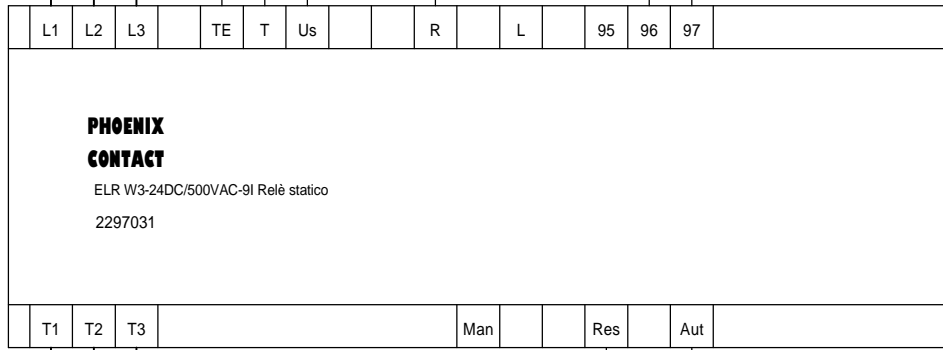 L1 L2 L3 TE T Us R L 95 96 97
PHOENIX
CONTACT
ELR W3-24DC/500VAC-9I Relè statico
2297031
T1 T2 T3 Man Res Aut